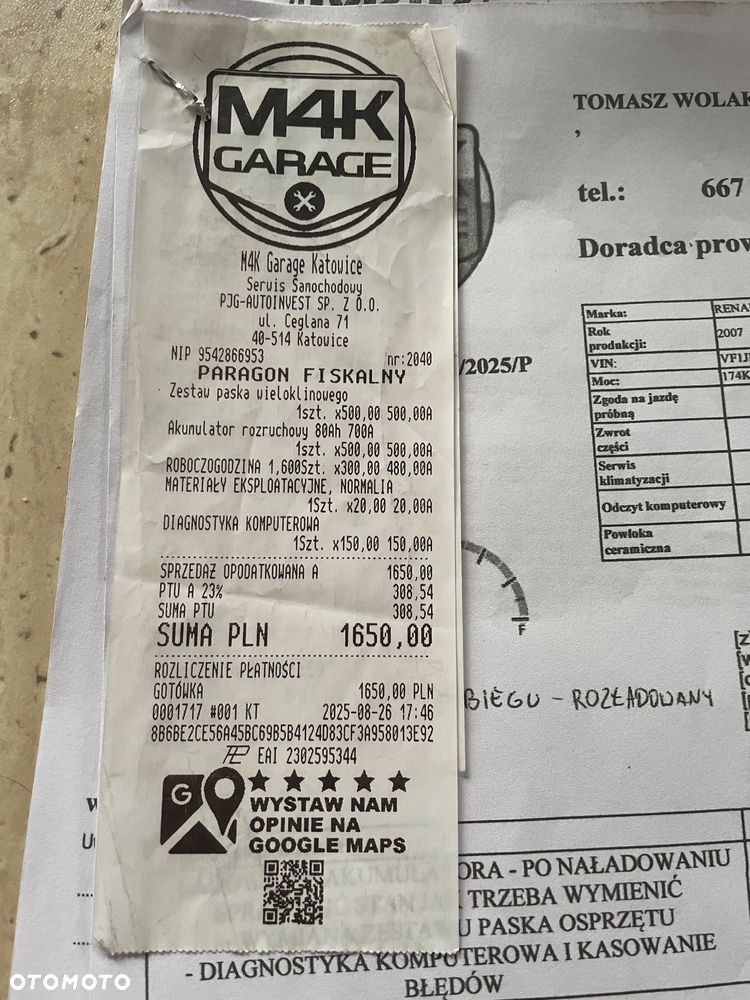 M4K
GARAGE
M4K Garage Katowice
Serwis Samochodowy
PJG-AUTOINVEST SP. Z O.O.
ul. Ceglana 71
40-514 Katowice
NIP 9542866953 nr:2040
PARAGON FISKALNY
Zestaw paska wieloklinowego
1szt. x500,00 500,00A
Akumulator rozruchowy 80Ah 700A
1szt. x500,00 500,00A
ROBOCZOGODZINA 1,600Szt. x300,00 480,00A
MATERIAŁY EKSPLOATACYJNE, NORMALIA
1Szt. x20,00 20,00A
DIAGNOSTYKA KOMPUTEROWA
1Szt. x150,00 150,00A
SPRZEDAŻ OPODATKOWANA A 1650,00
PTU A 23% 308,54
SUMA PTU 308,54
SUMA PLN 1650,00
ROZLICZENIE PŁATNOŚCI
GOTÓWKA 1650,00 PLN
0001717 #001 KT 2025-08-26 17:46
8B6BE2CE56A45BC69B5B4124D83CF3A958013E92
EAI 2302595344
G
WYSTAW NAM
OPINIE NA
GOOGLE MAPS
TOMASZ WOLAK
,
tel.: 667
Doradca prow
/2025/P
Marka: RENA
Rok
produkcji: 2007
VIN: VF1J
Moc: 174K
Zgoda na jazdę
próbną
Zwrot
części
Serwis
klimatyzacji
Odczyt komputerowy
Powłoka
ceramiczna
F
BIEGU - ROZŁADOWANY
ORA - PO NAŁADOWANIU
TRZEBA WYMIENIĆ
U PASKA OSPRZĘTU
- DIAGNOSTYKA KOMPUTEROWA I KASOWANIE
BŁĘDÓW
OTOMOTO